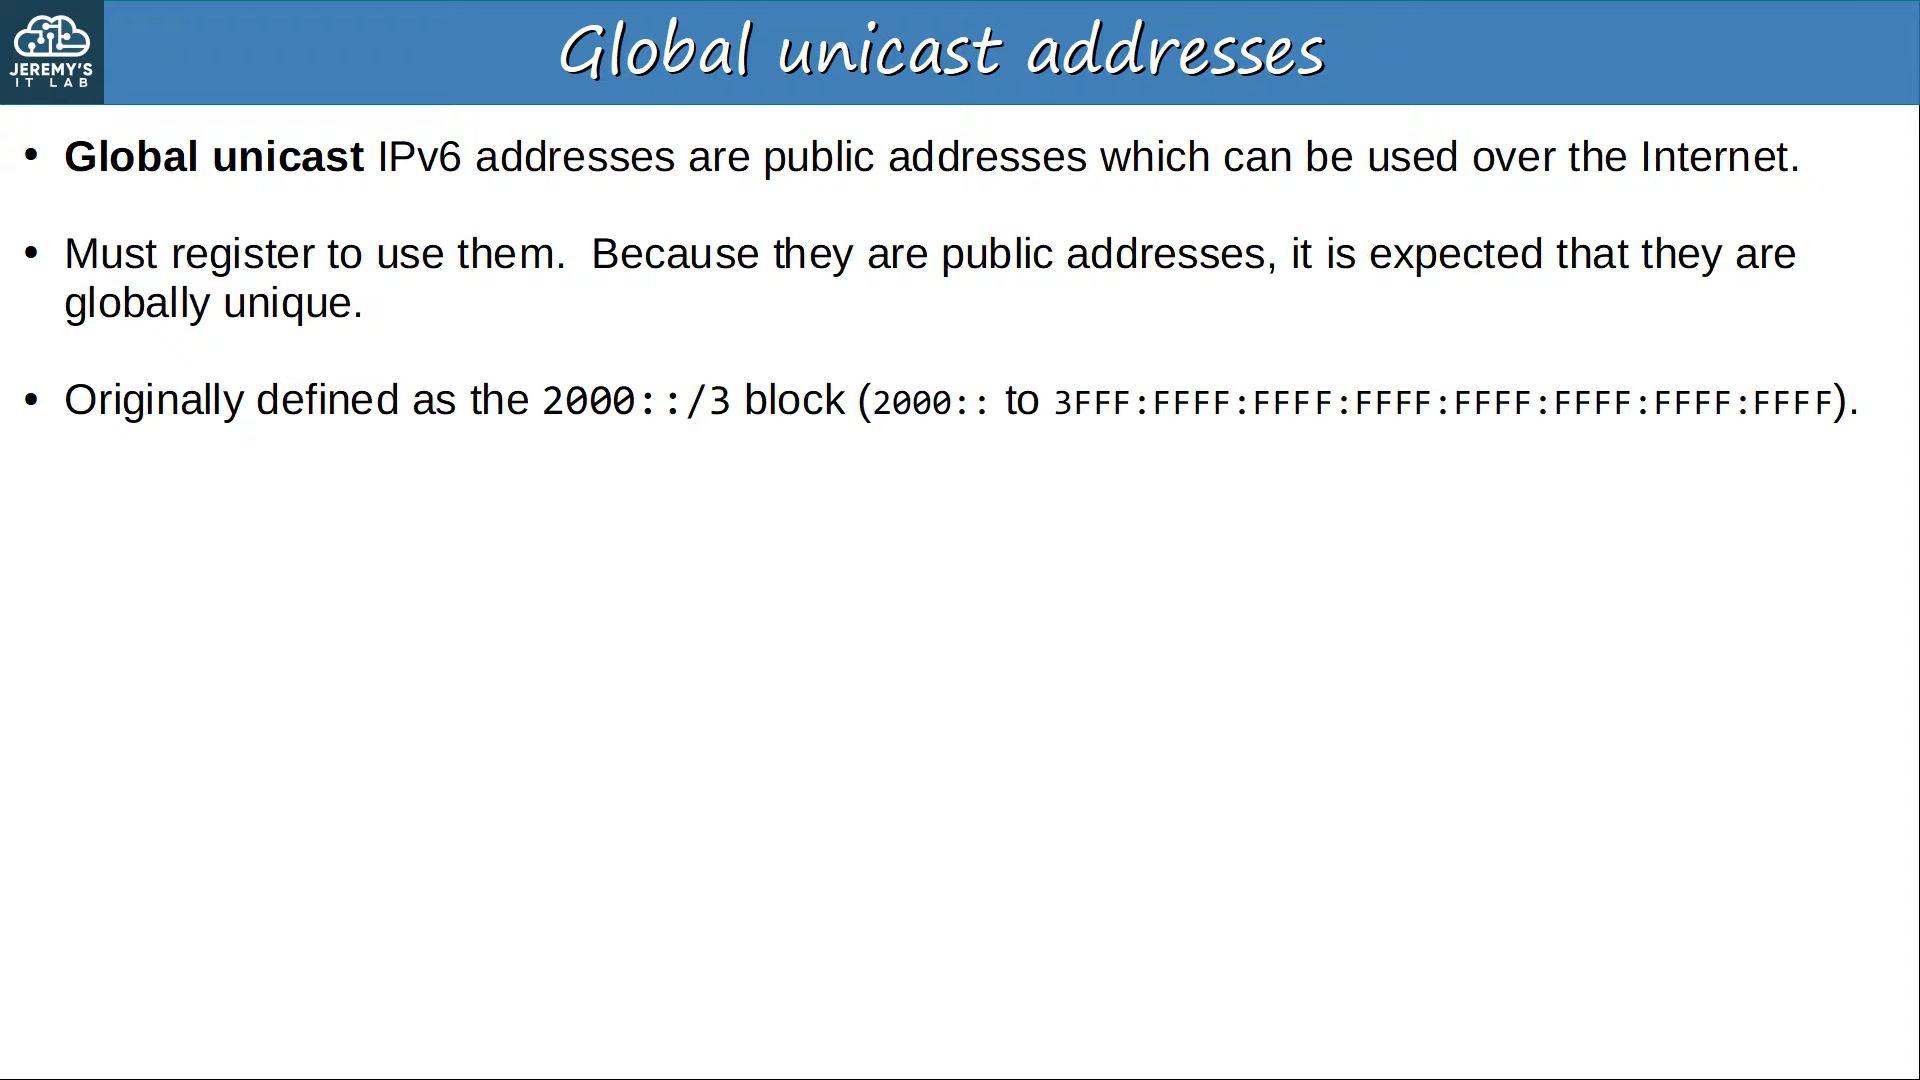 JEREMY'S
IT LAB
Global unicast addresses
• Global unicast IPv6 addresses are public addresses which can be used over the Internet.
• Must register to use them.  Because they are public addresses, it is expected that they are
globally unique.
• Originally defined as the 2000::/3 block (2000:: to 3FFF:FFFF:FFFF:FFFF:FFFF:FFFF:FFFF:FFFF).